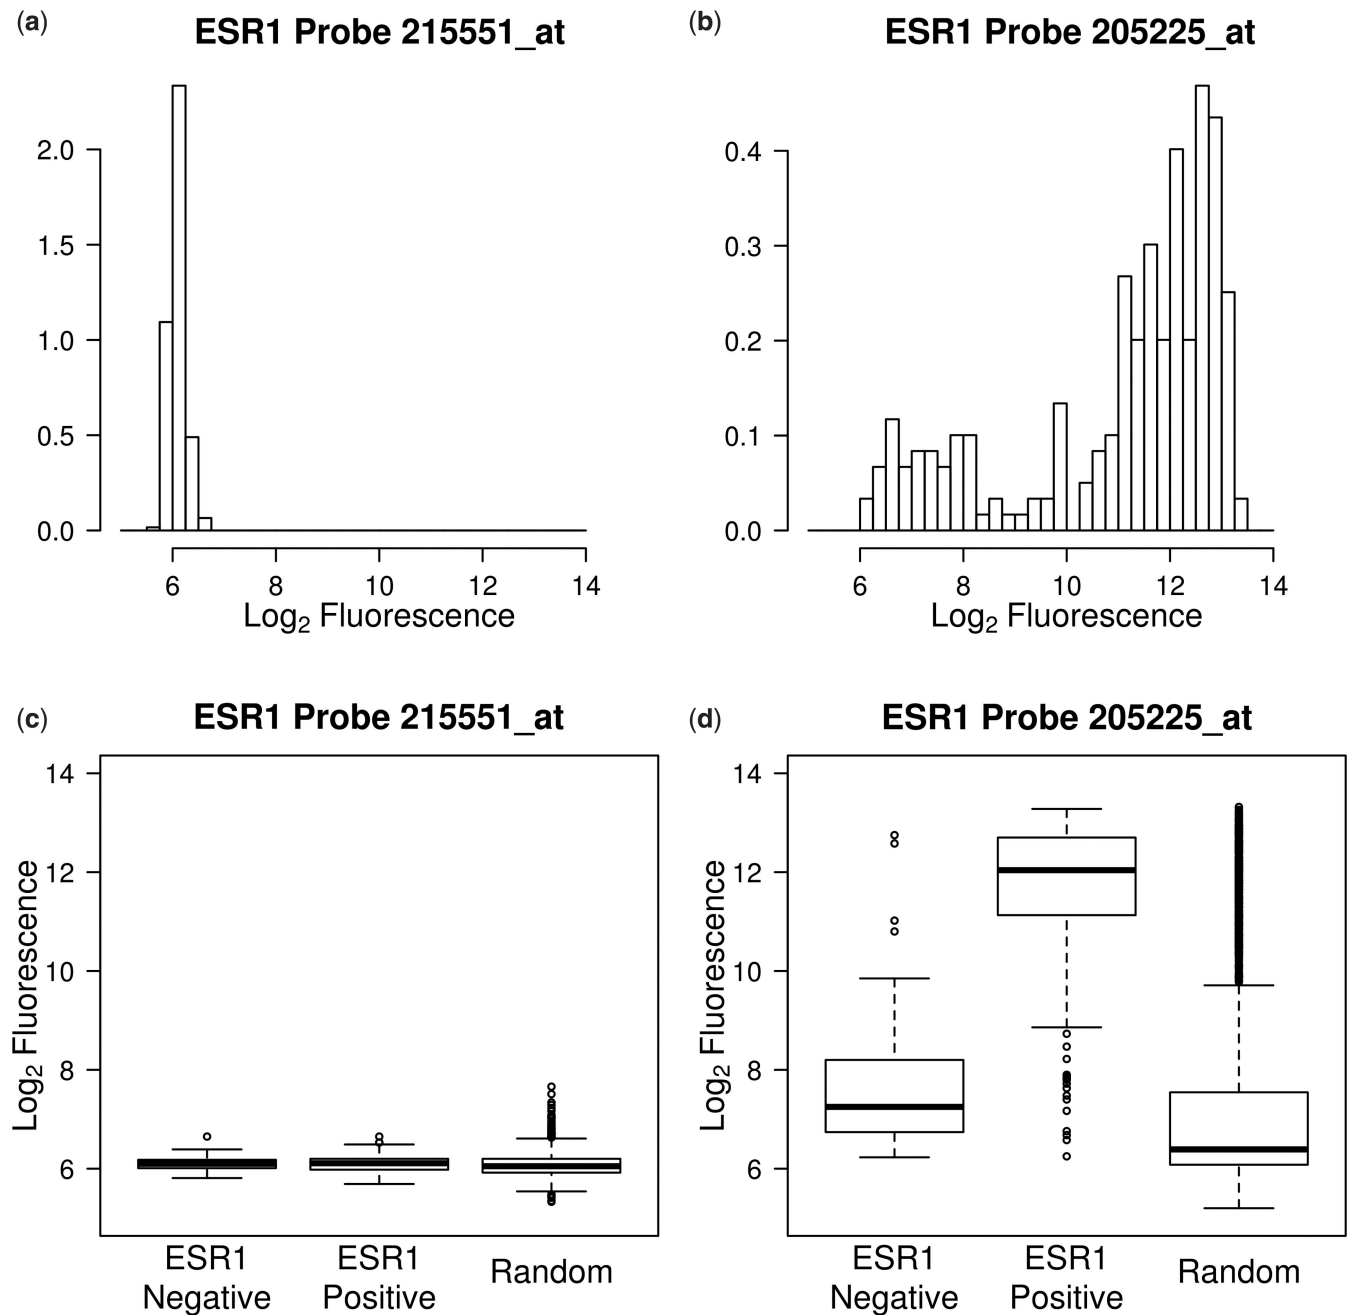 (a)
ESR1 Probe 215551_at
2.0
1.5
1.0
0.5
0.0
6 8 10 12 14
Log₂ Fluorescence
(b)
ESR1 Probe 205225_at
0.4
0.3
0.2
0.1
0.0
6 8 10 12 14
Log₂ Fluorescence
(c)
ESR1 Probe 215551_at
Log₂ Fluorescence
14
12
10
8
6
ESR1
Negative
ESR1
Positive
Random
(d)
ESR1 Probe 205225_at
Log₂ Fluorescence
14
12
10
8
6
ESR1
Negative
ESR1
Positive
Random